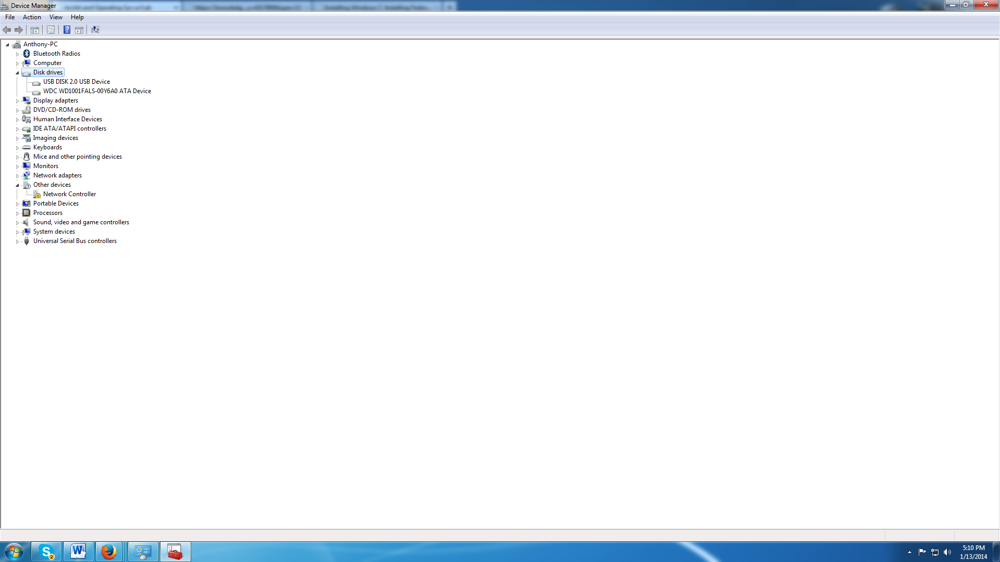 Device Manager
File Action View Help
Anthony-PC
Bluetooth Radios
Computer
Disk drives
USB DISK 2.0 USB Device
WDC WD1001FALS-00Y6A0 ATA Device
Display adapters
DVD/CD-ROM drives
Human Interface Devices
IDE ATA/ATAPI controllers
Imaging devices
Keyboards
Mice and other pointing devices
Monitors
Network adapters
Other devices
Network Controller
Portable Devices
Processors
Sound, video and game controllers
System devices
Universal Serial Bus controllers
2
5:10 PM
1/13/2014